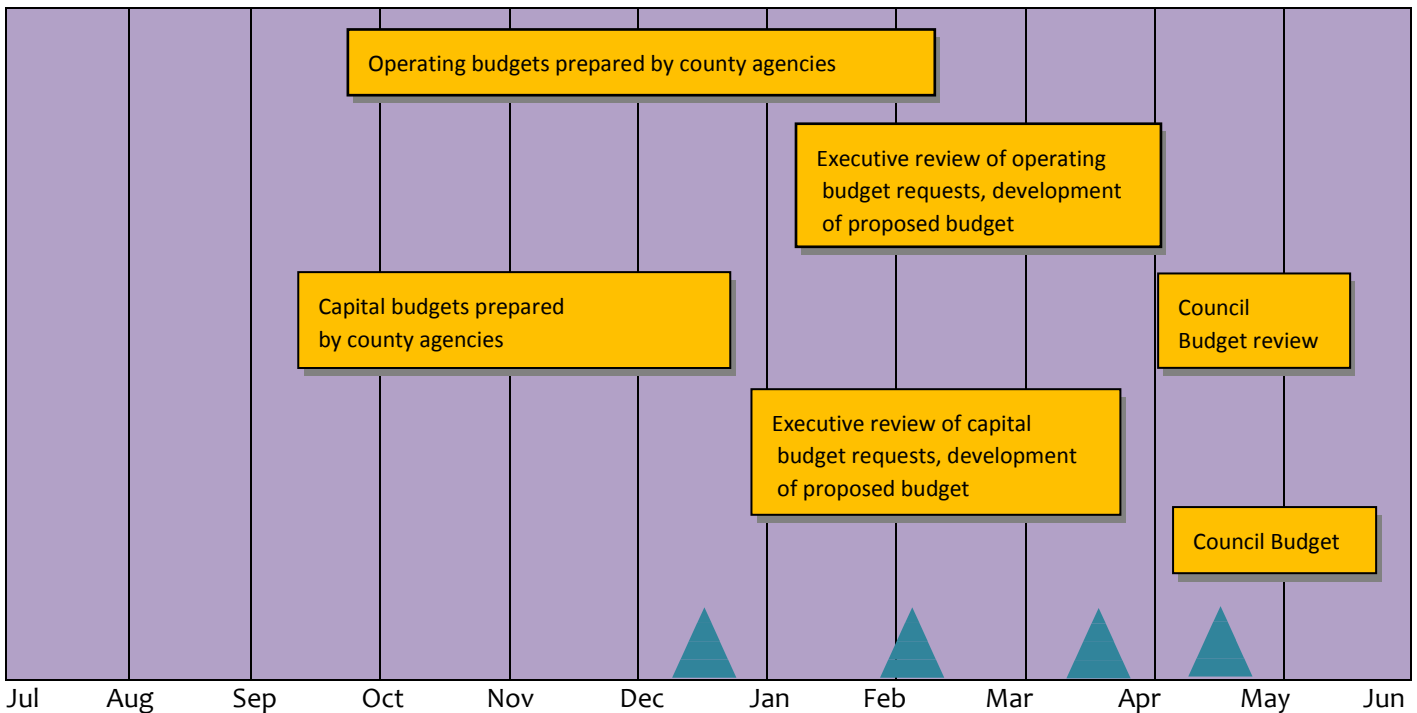 Operating budgets prepared by county agencies
Executive review of operating
budget requests, development
of proposed budget
Capital budgets prepared
by county agencies
Council
Budget review
Executive review of capital
budget requests, development
of proposed budget
Council Budget
Jul Aug Sep Oct Nov Dec Jan Feb Mar Apr May Jun